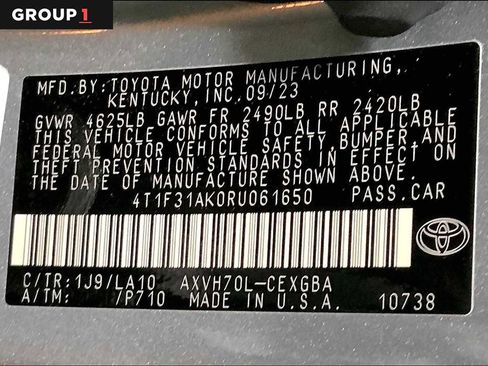 GROUP 1
MFD. BY: TOYOTA MOTOR MANUFACTURING,
KENTUCKY, INC. 09/23
GVWR 4625LB GAWR FR 2490LB RR 2420LB
THIS VEHICLE CONFORMS TO ALL APPLICABLE
FEDERAL MOTOR VEHICLE SAFETY, BUMPER, AND
THEFT PREVENTION STANDARDS IN EFFECT ON
THE DATE OF MANUFACTURE SHOWN ABOVE.
4T1F31AK0RU061650 PASS.CAR
C/TR: 1J9/LA10 AXVH70L-CEXGBA
A/TM: /P710 MADE IN U.S.A. 10738